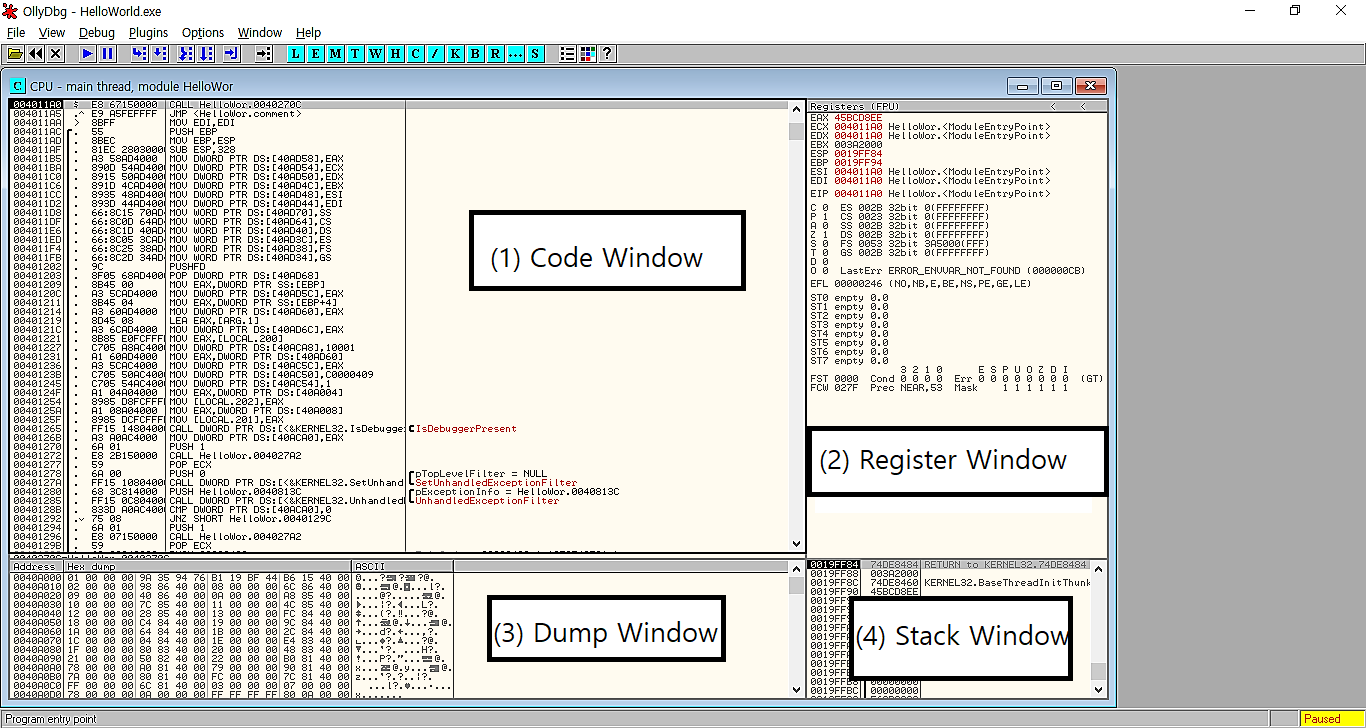 OllyDbg - HelloWorld.exe
File View Debug Plugins Options Window Help
L E M T W H C / K B R ... S ?
C CPU - main thread, module HelloWor
004011A0 $ E8 67150000 CALL HelloWor.0040270C
004011A5 .^ E9 A5FEFFFF JMP <HelloWor.comment>
004011AA > 8BFF MOV EDI,EDI
004011AC . 55 PUSH EBP
004011AD . 8BEC MOV EBP,ESP
004011AF . 81EC 28030000 SUB ESP,328
004011B5 . A3 58AD4000 MOV DWORD PTR DS:[40AD58],EAX
004011BA . 890D 54AD4000 MOV DWORD PTR DS:[40AD54],ECX
004011C0 . 8915 50AD4000 MOV DWORD PTR DS:[40AD50],EDX
004011C6 . 891D 4CAD4000 MOV DWORD PTR DS:[40AD4C],EBX
004011CC . 8935 48AD4000 MOV DWORD PTR DS:[40AD48],ESI
004011D2 . 893D 44AD4000 MOV DWORD PTR DS:[40AD44],EDI
004011D8 . 66:8C15 70AD MOV WORD PTR DS:[40AD70],SS
004011DF . 66:8C0D 64AD MOV WORD PTR DS:[40AD64],CS
004011E6 . 66:8C1D 40AD MOV WORD PTR DS:[40AD40],DS
004011ED . 66:8C05 3CAD MOV WORD PTR DS:[40AD3C],ES
004011F4 . 66:8C25 38AD MOV WORD PTR DS:[40AD38],FS
004011FB . 66:8C2D 34AD MOV WORD PTR DS:[40AD34],GS
00401202 . 9C PUSHFD
00401203 . 8F05 68AD4000 POP DWORD PTR DS:[40AD68]
00401209 . 8B45 00 MOV EAX,DWORD PTR SS:[EBP]
0040120C . A3 5CAD4000 MOV DWORD PTR DS:[40AD5C],EAX
00401211 . 8B45 04 MOV EAX,DWORD PTR SS:[EBP+4]
00401214 . A3 60AD4000 MOV DWORD PTR DS:[40AD60],EAX
00401219 . 8D45 08 LEA EAX,[ARG.1]
0040121C . A3 6CAD4000 MOV DWORD PTR DS:[40AD6C],EAX
00401221 . 8B85 E0FCFFFF MOV EAX,[LOCAL.200]
00401227 . C705 A8AC4000 MOV DWORD PTR DS:[40ACA8],10001
00401231 . A1 60AD4000 MOV EAX,DWORD PTR DS:[40AD60]
00401236 . A3 5CAC4000 MOV DWORD PTR DS:[40AC5C],EAX
0040123B . C705 50AC4000 MOV DWORD PTR DS:[40AC50],C0000409
00401245 . C705 54AC4000 MOV DWORD PTR DS:[40AC54],1
0040124F . A1 04A04000 MOV EAX,DWORD PTR DS:[40A004]
00401254 . 8985 D8FCFFFF MOV [LOCAL.202],EAX
0040125A . A1 08A04000 MOV EAX,DWORD PTR DS:[40A008]
0040125F . 8985 DCFCFFFF MOV [LOCAL.201],EAX
00401265 . FF15 14804000 CALL DWORD PTR DS:[<&KERNEL32.IsDebugge IsDebuggerPresent
0040126B . A3 A0AC4000 MOV DWORD PTR DS:[40ACA0],EAX
00401270 . 6A 01 PUSH 1
00401272 . E8 2B150000 CALL HelloWor.004027A2
00401277 . 59 POP ECX
00401278 . 6A 00 PUSH 0 pTopLevelFilter = NULL
0040127A . FF15 10804000 CALL DWORD PTR DS:[<&KERNEL32.SetUnhand SetUnhandledExceptionFilter
00401280 . 68 3C814000 PUSH HelloWor.0040813C pExceptionInfo = HelloWor.0040813C
00401285 . FF15 0C804000 CALL DWORD PTR DS:[<&KERNEL32.Unhandled UnhandledExceptionFilter
0040128B . 833D A0AC4000 CMP DWORD PTR DS:[40ACA0],0
00401292 .v 75 08 JNZ SHORT HelloWor.0040129C
00401294 . 6A 01 PUSH 1
00401296 . E8 07150000 CALL HelloWor.004027A2
0040129B . 59 POP ECX
(1) Code Window
Registers (FPU) < <
EAX 45BCD8EE
ECX 004011A0 HelloWor.<ModuleEntryPoint>
EDX 004011A0 HelloWor.<ModuleEntryPoint>
EBX 003A2000
ESP 0019FF84
EBP 0019FF94
ESI 004011A0 HelloWor.<ModuleEntryPoint>
EDI 004011A0 HelloWor.<ModuleEntryPoint>
EIP 004011A0 HelloWor.<ModuleEntryPoint>
C 0 ES 002B 32bit 0(FFFFFFFF)
P 1 CS 0023 32bit 0(FFFFFFFF)
A 0 SS 002B 32bit 0(FFFFFFFF)
Z 1 DS 002B 32bit 0(FFFFFFFF)
S 0 FS 0053 32bit 3A5000(FFF)
T 0 GS 002B 32bit 0(FFFFFFFF)
D 0
O 0 LastErr ERROR_ENVVAR_NOT_FOUND (000000CB)
EFL 00000246 (NO,NB,E,BE,NS,PE,GE,LE)
ST0 empty 0.0
ST1 empty 0.0
ST2 empty 0.0
ST3 empty 0.0
ST4 empty 0.0
ST5 empty 0.0
ST6 empty 0.0
ST7 empty 0.0
3 2 1 0 E S P U O Z D I
FST 0000 Cond 0 0 0 0 Err 0 0 0 0 0 0 0 0 (GT)
FCW 027F Prec NEAR,53 Mask 1 1 1 1 1 1
(2) Register Window
Address Hex dump ASCII
0040A000 01 00 00 00 9A 35 94 76 B1 19 BF 44 B6 15 40 00
0040A010 02 00 00 00 98 86 40 00 08 00 00 00 6C 86 40 00
0040A020 09 00 00 00 40 86 40 00 0A 00 00 00 A8 85 40 00
0040A030 10 00 00 00 7C 85 40 00 11 00 00 00 4C 85 40 00
0040A040 12 00 00 00 28 85 40 00 13 00 00 00 FC 84 40 00
0040A050 18 00 00 00 C4 84 40 00 19 00 00 00 9C 84 40 00
0040A060 1A 00 00 00 64 84 40 00 1B 00 00 00 2C 84 40 00
0040A070 1C 00 00 00 04 84 40 00 1E 00 00 00 E4 83 40 00
0040A080 1F 00 00 00 80 83 40 00 20 00 00 00 48 83 40 00
0040A090 21 00 00 00 50 82 40 00 22 00 00 00 B0 81 40 00
0040A0A0 78 00 00 00 A0 81 40 00 79 00 00 00 90 81 40 00
0040A0B0 7A 00 00 00 80 81 40 00 FC 00 00 00 7C 81 40 00
0040A0C0 FF 00 00 00 6C 81 40 00 03 00 00 00 07 00 00 00
0040A0D0 78 00 00 00 0A 00 00 00 FF FF FF FF 80 0A 00 00
(3) Dump Window
0019FF84 74DE8484 RETURN to KERNEL32.74DE8484
0019FF88 003A2000
0019FF8C 74DE8460 KERNEL32.BaseThreadInitThunk
0019FF90 45BCD8EE
(4) Stack Window
0019FFB8 00000000
0019FFBC 00000000
Program entry point
Paused